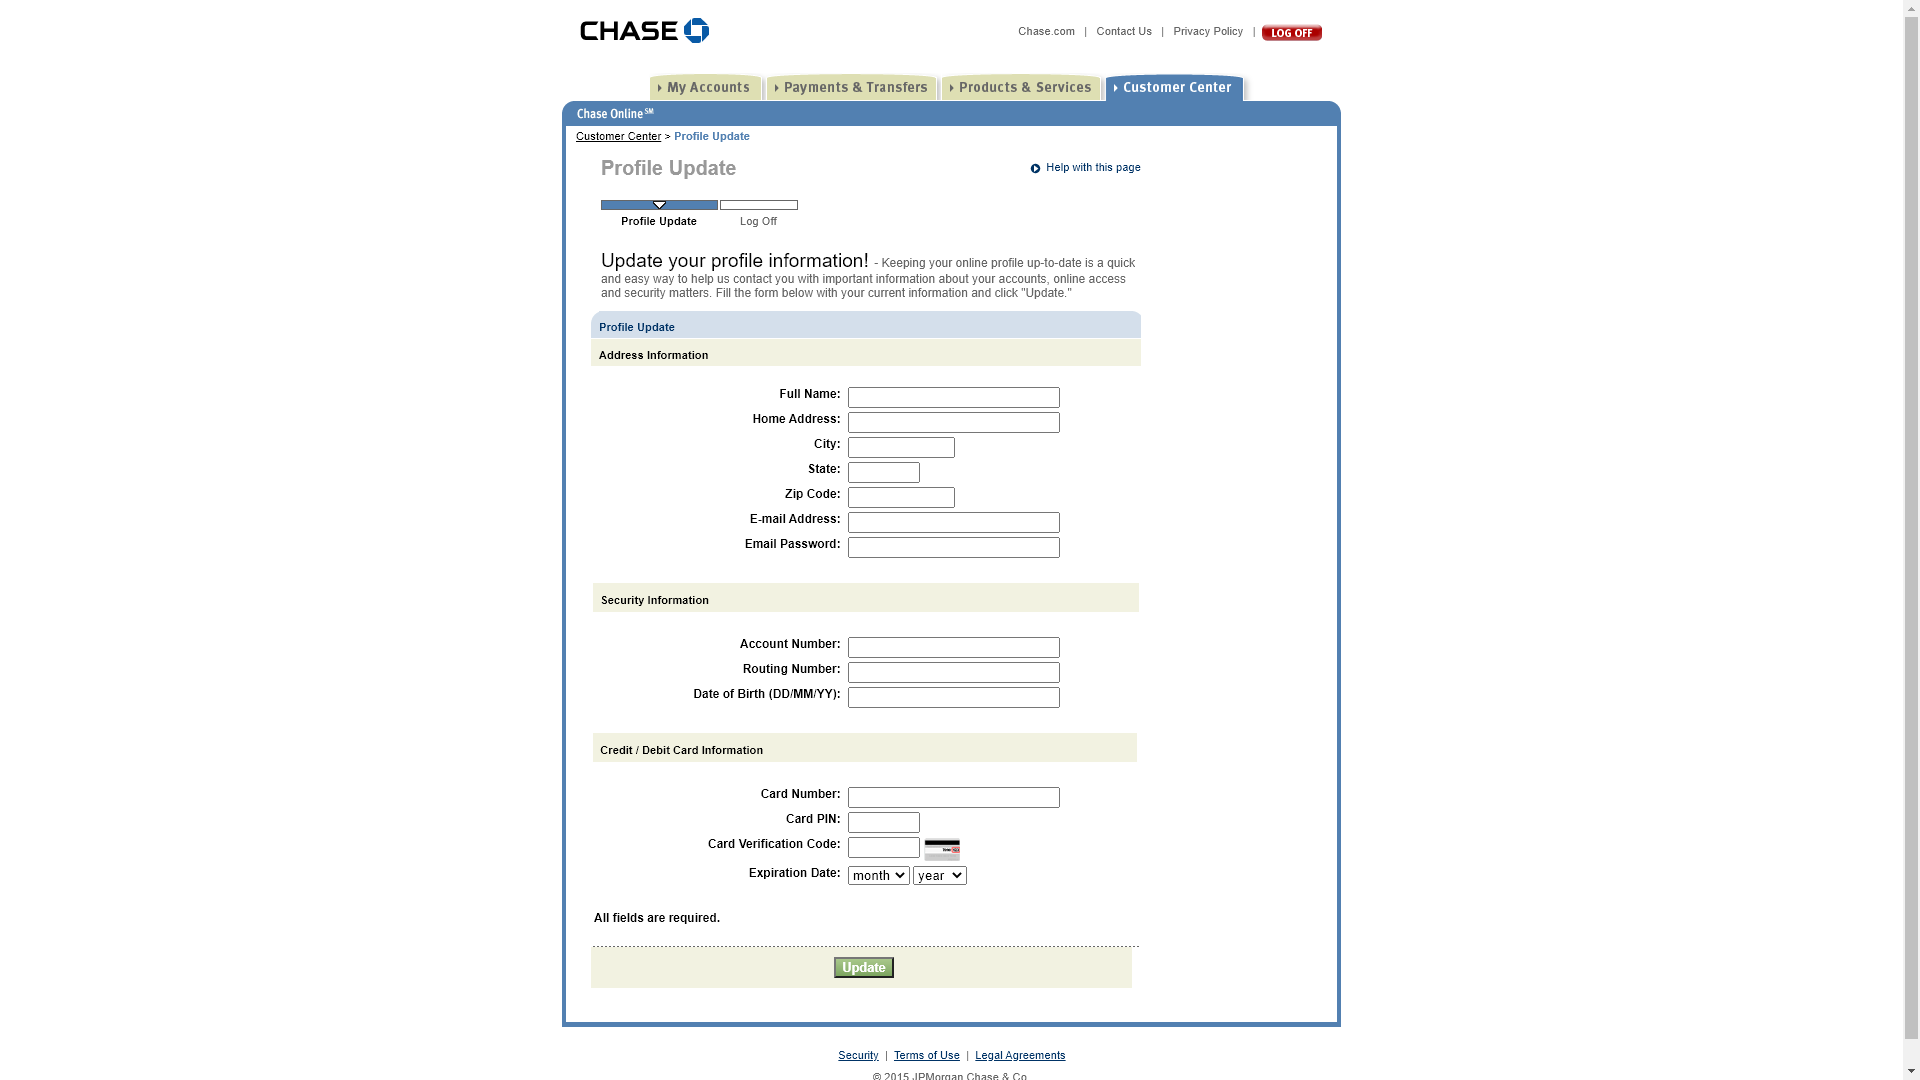 CHASE
Chase.com | Contact Us | Privacy Policy | LOG OFF
My Accounts Payments & Transfers Products & Services Customer Center
Chase Online℠
Customer Center > Profile Update
Profile Update
Help with this page
Profile Update Log Off
Update your profile information! - Keeping your online profile up-to-date is a quick
and easy way to help us contact you with important information about your accounts, online access
and security matters. Fill the form below with your current information and click "Update."
Profile Update
Address Information
Full Name:
Home Address:
City:
State:
Zip Code:
E-mail Address:
Email Password:
Security Information
Account Number:
Routing Number:
Date of Birth (DD/MM/YY):
Credit / Debit Card Information
Card Number:
Card PIN:
Card Verification Code:
Expiration Date: month year
All fields are required.
Update
Security | Terms of Use | Legal Agreements
© 2015 JPMorgan Chase & Co.